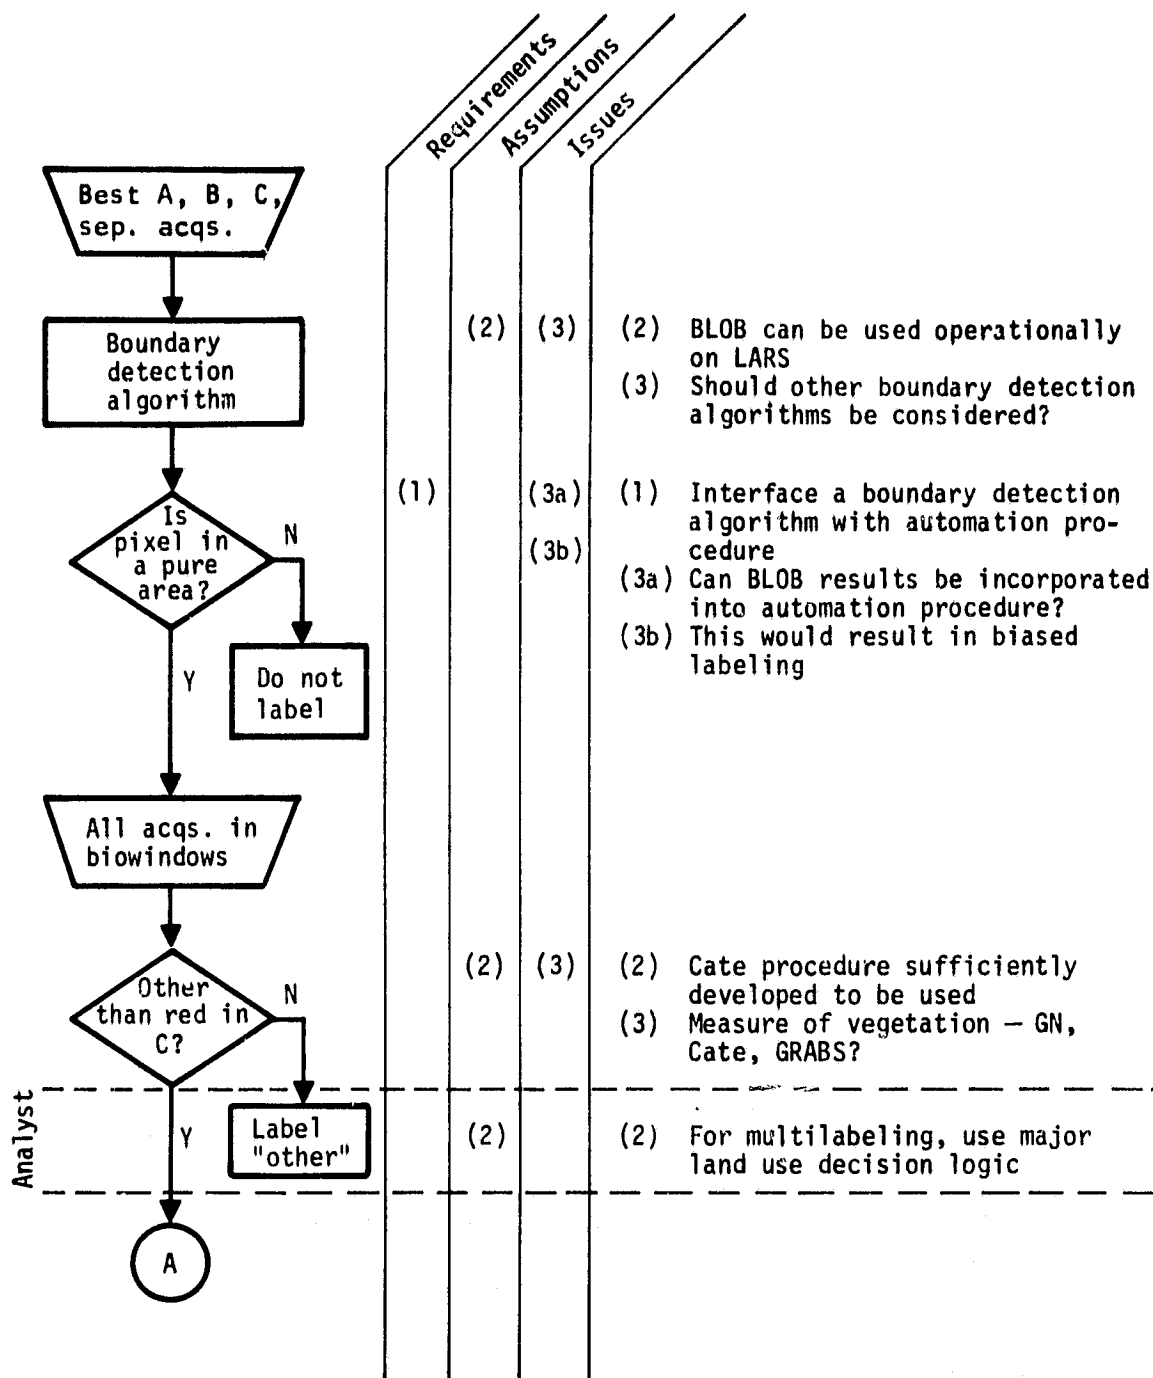 Requirements
Assumptions
Issues
Best A, B, C,
sep. acqs.
Boundary
detection
algorithm
(2) (3) (2) BLOB can be used operationally
on LARS
(3) Should other boundary detection
algorithms be considered?
Is
pixel in
a pure
area?
N
Y
Do not
label
(1) (3a) (1) Interface a boundary detection
algorithm with automation pro-
(3b) cedure
(3a) Can BLOB results be incorporated
into automation procedure?
(3b) This would result in biased
labeling
All acqs. in
biowindows
Other
than red in
C?
N
(2) (3) (2) Cate procedure sufficiently
developed to be used
(3) Measure of vegetation — GN,
Cate, GRABS?
Analyst
Y
Label
"other"
(2) (2) For multilabeling, use major
land use decision logic
A